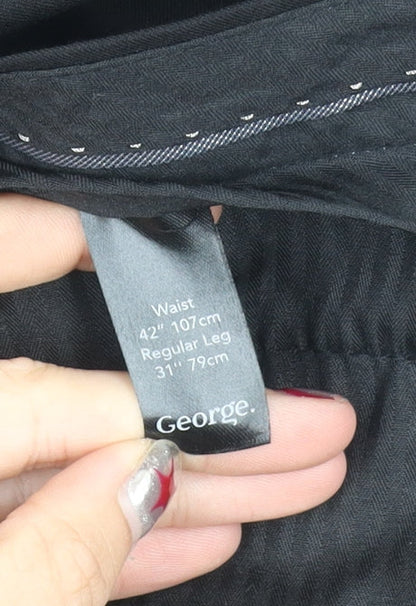 Waist
42" 107cm
Regular Leg
31'' 79cm
George.